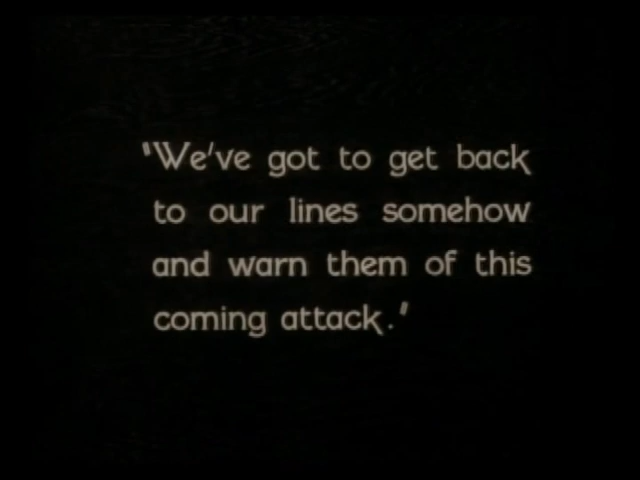 "We've got to get back
to our lines somehow
and warn them of this
coming attack."